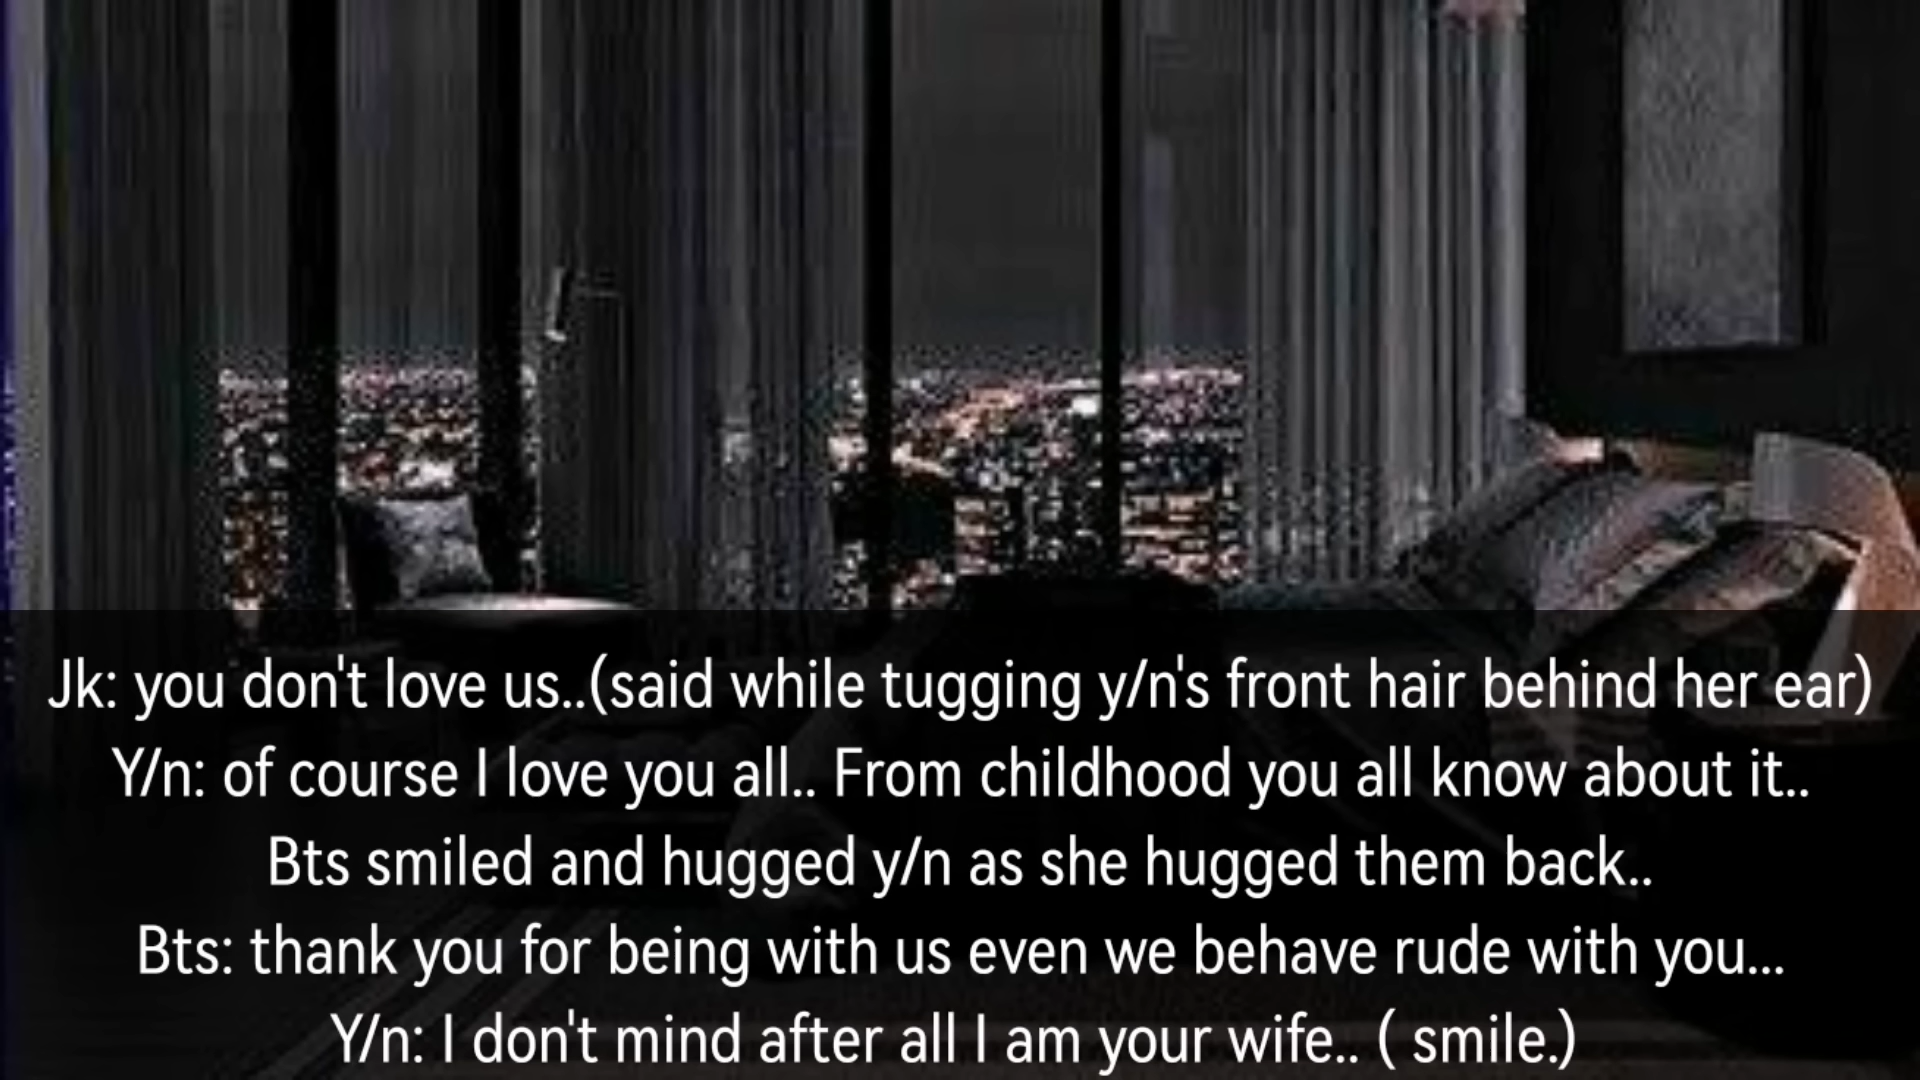 Jk: you don't love us..(said while tugging y/n's front hair behind her ear)
Y/n: of course I love you all.. From childhood you all know about it..
Bts smiled and hugged y/n as she hugged them back..
Bts: thank you for being with us even we behave rude with you...
Y/n: I don't mind after all I am your wife.. ( smile.)